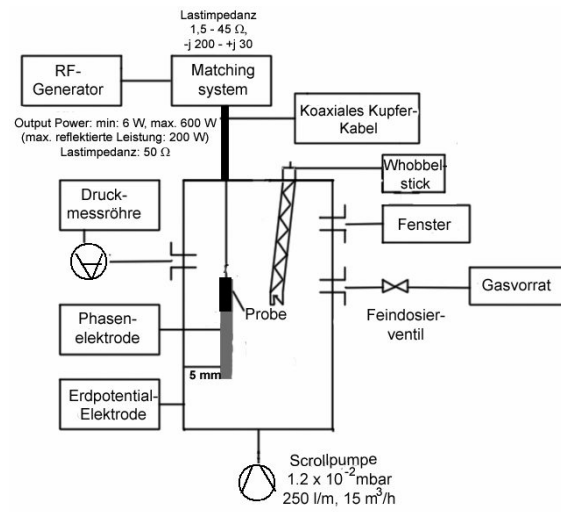 Lastimpedanz
1,5 - 45 Ω,
-j 200 - +j 30
RF-
Generator
Matching
system
Output Power: min: 6 W, max. 600 W
(max. reflektierte Leistung: 200 W)
Lastimpedanz: 50 Ω
Koaxiales Kupfer-
Kabel
Whobbel-
stick
Druck-
messröhre
Fenster
Gasvorrat
Feindosier-
ventil
Probe
Phasen-
elektrode
5 mm
Erdpotential-
Elektrode
Scrollpumpe
1.2 x 10⁻²mbar
250 l/m, 15 m³/h